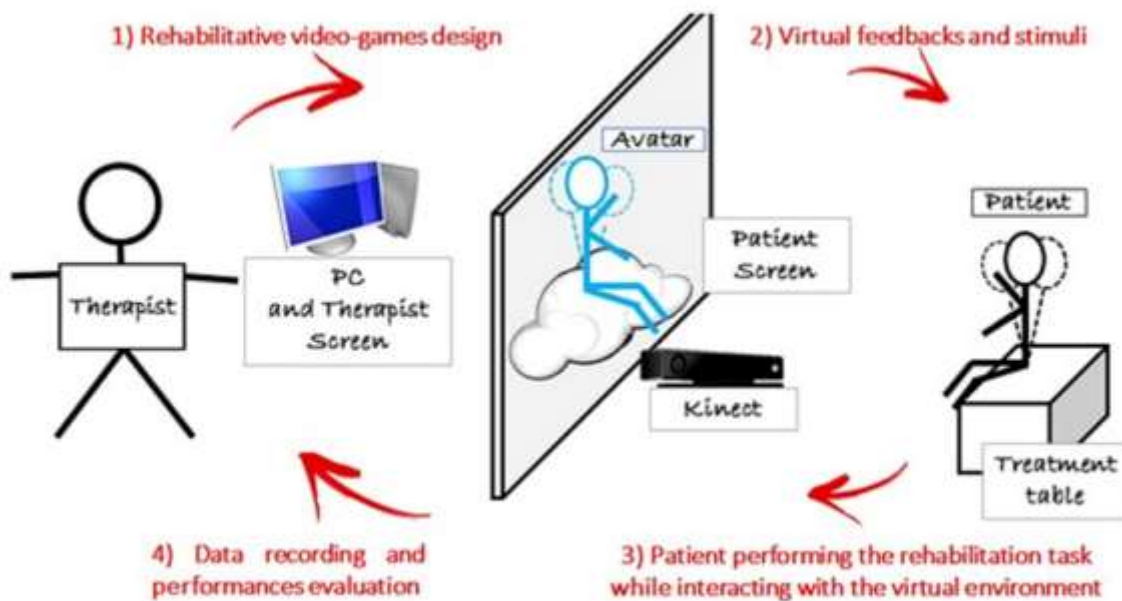 1) Rehabilitative video-games design
2) Virtual feedbacks and stimuli
Avatar
Patient
Patient
Screen
Therapist
PC
and Therapist
Screen
Kinect
Treatment
table
4) Data recording and
performances evaluation
3) Patient performing the rehabilitation task
while interacting with the virtual environment